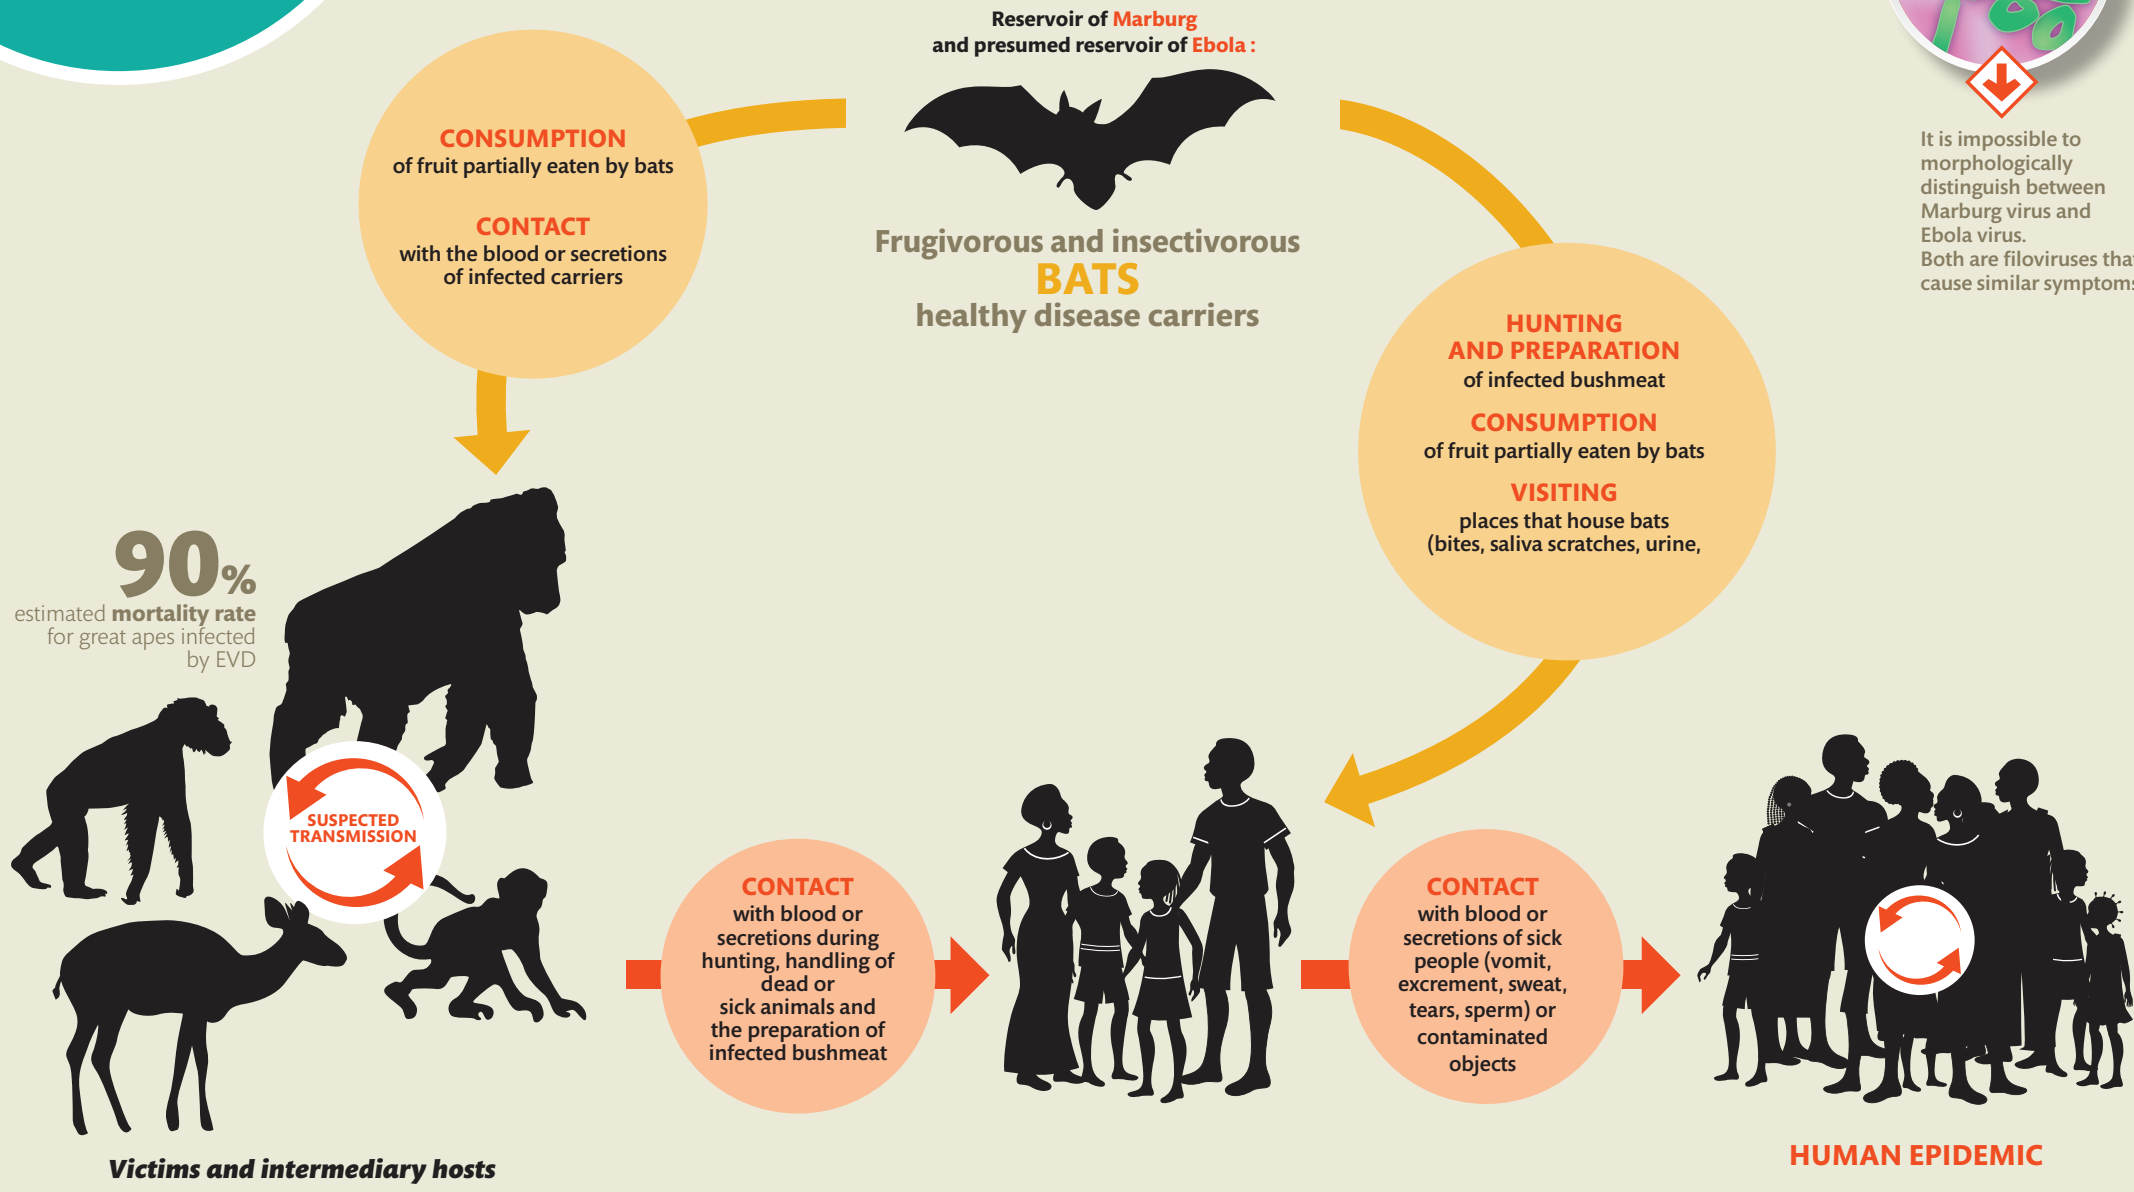 Reservoir of Marburg
and presumed reservoir of Ebola :
CONSUMPTION
of fruit partially eaten by bats
CONTACT
with the blood or secretions
of infected carriers
Frugivorous and insectivorous
BATS
healthy disease carriers
It is impossible to
morphologically
distinguish between
Marburg virus and
Ebola virus.
Both are filoviruses that
cause similar symptoms
HUNTING
AND PREPARATION
of infected bushmeat
CONSUMPTION
of fruit partially eaten by bats
VISITING
places that house bats
(bites, saliva scratches, urine,
90%
estimated mortality rate
for great apes infected
by EVD
SUSPECTED
TRANSMISSION
CONTACT
with blood or
secretions during
hunting, handling of
dead or
sick animals and
the preparation of
infected bushmeat
CONTACT
with blood or
secretions of sick
people (vomit,
excrement, sweat,
tears, sperm) or
contaminated
objects
Victims and intermediary hosts
HUMAN EPIDEMIC